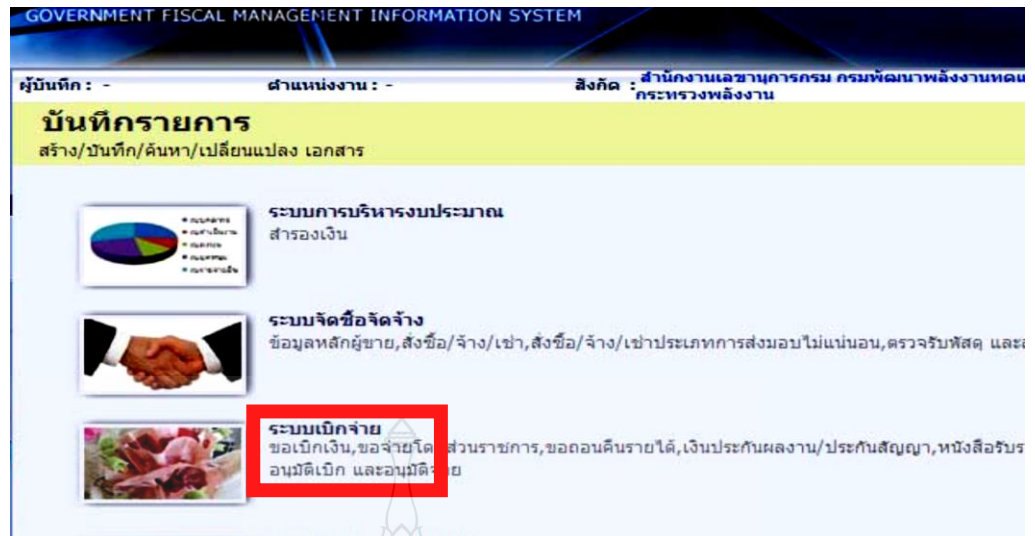 GOVERNMENT FISCAL MANAGEMENT INFORMATION SYSTEM
ผู้บันทึก : - ตำแหน่งงาน : - สังกัด : สำนักงานเลขานุการกรม กรมพัฒนาพลังงานทดแ
กระทรวงพลังงาน
บันทึกรายการ
สร้าง/บันทึก/ค้นหา/เปลี่ยนแปลง เอกสาร
ระบบการบริหารงบประมาณ
สำรองเงิน
ระบบจัดซื้อจัดจ้าง
ข้อมูลหลักผู้ขาย,สั่งซื้อ/จ้าง/เช่า,สั่งซื้อ/จ้าง/เช่าประเภทการส่งมอบไม่แน่นอน,ตรวจรับพัสดุ และ
ระบบเบิกจ่าย
ขอเบิกเงิน,ขอจ่ายโดย ส่วนราชการ,ขอถอนคืนรายได้,เงินประกันผลงาน/ประกันสัญญา,หนังสือรับร
อนุมัติเบิก และอนุมัติจ่าย